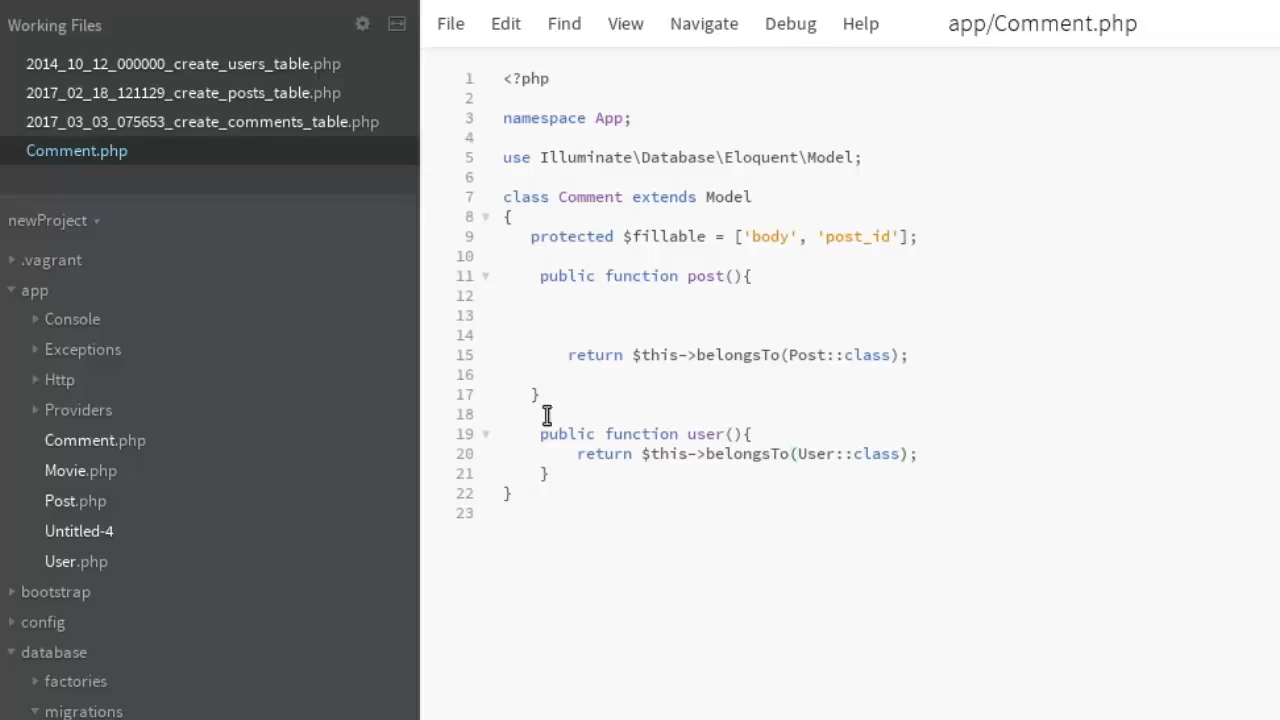 Working Files
2014_10_12_000000_create_users_table.php
2017_02_18_121129_create_posts_table.php
2017_03_03_075653_create_comments_table.php
Comment.php
newProject
.vagrant
app
Console
Exceptions
Http
Providers
Comment.php
Movie.php
Post.php
Untitled-4
User.php
bootstrap
config
database
factories
migrations
File Edit Find View Navigate Debug Help app/Comment.php
1 <?php
2
3 namespace App;
4
5 use Illuminate\Database\Eloquent\Model;
6
7 class Comment extends Model
8 {
9 protected $fillable = ['body', 'post_id'];
10
11 public function post(){
12
13
14
15 return $this->belongsTo(Post::class);
16
17 }
18
19 public function user(){
20 return $this->belongsTo(User::class);
21 }
22 }
23